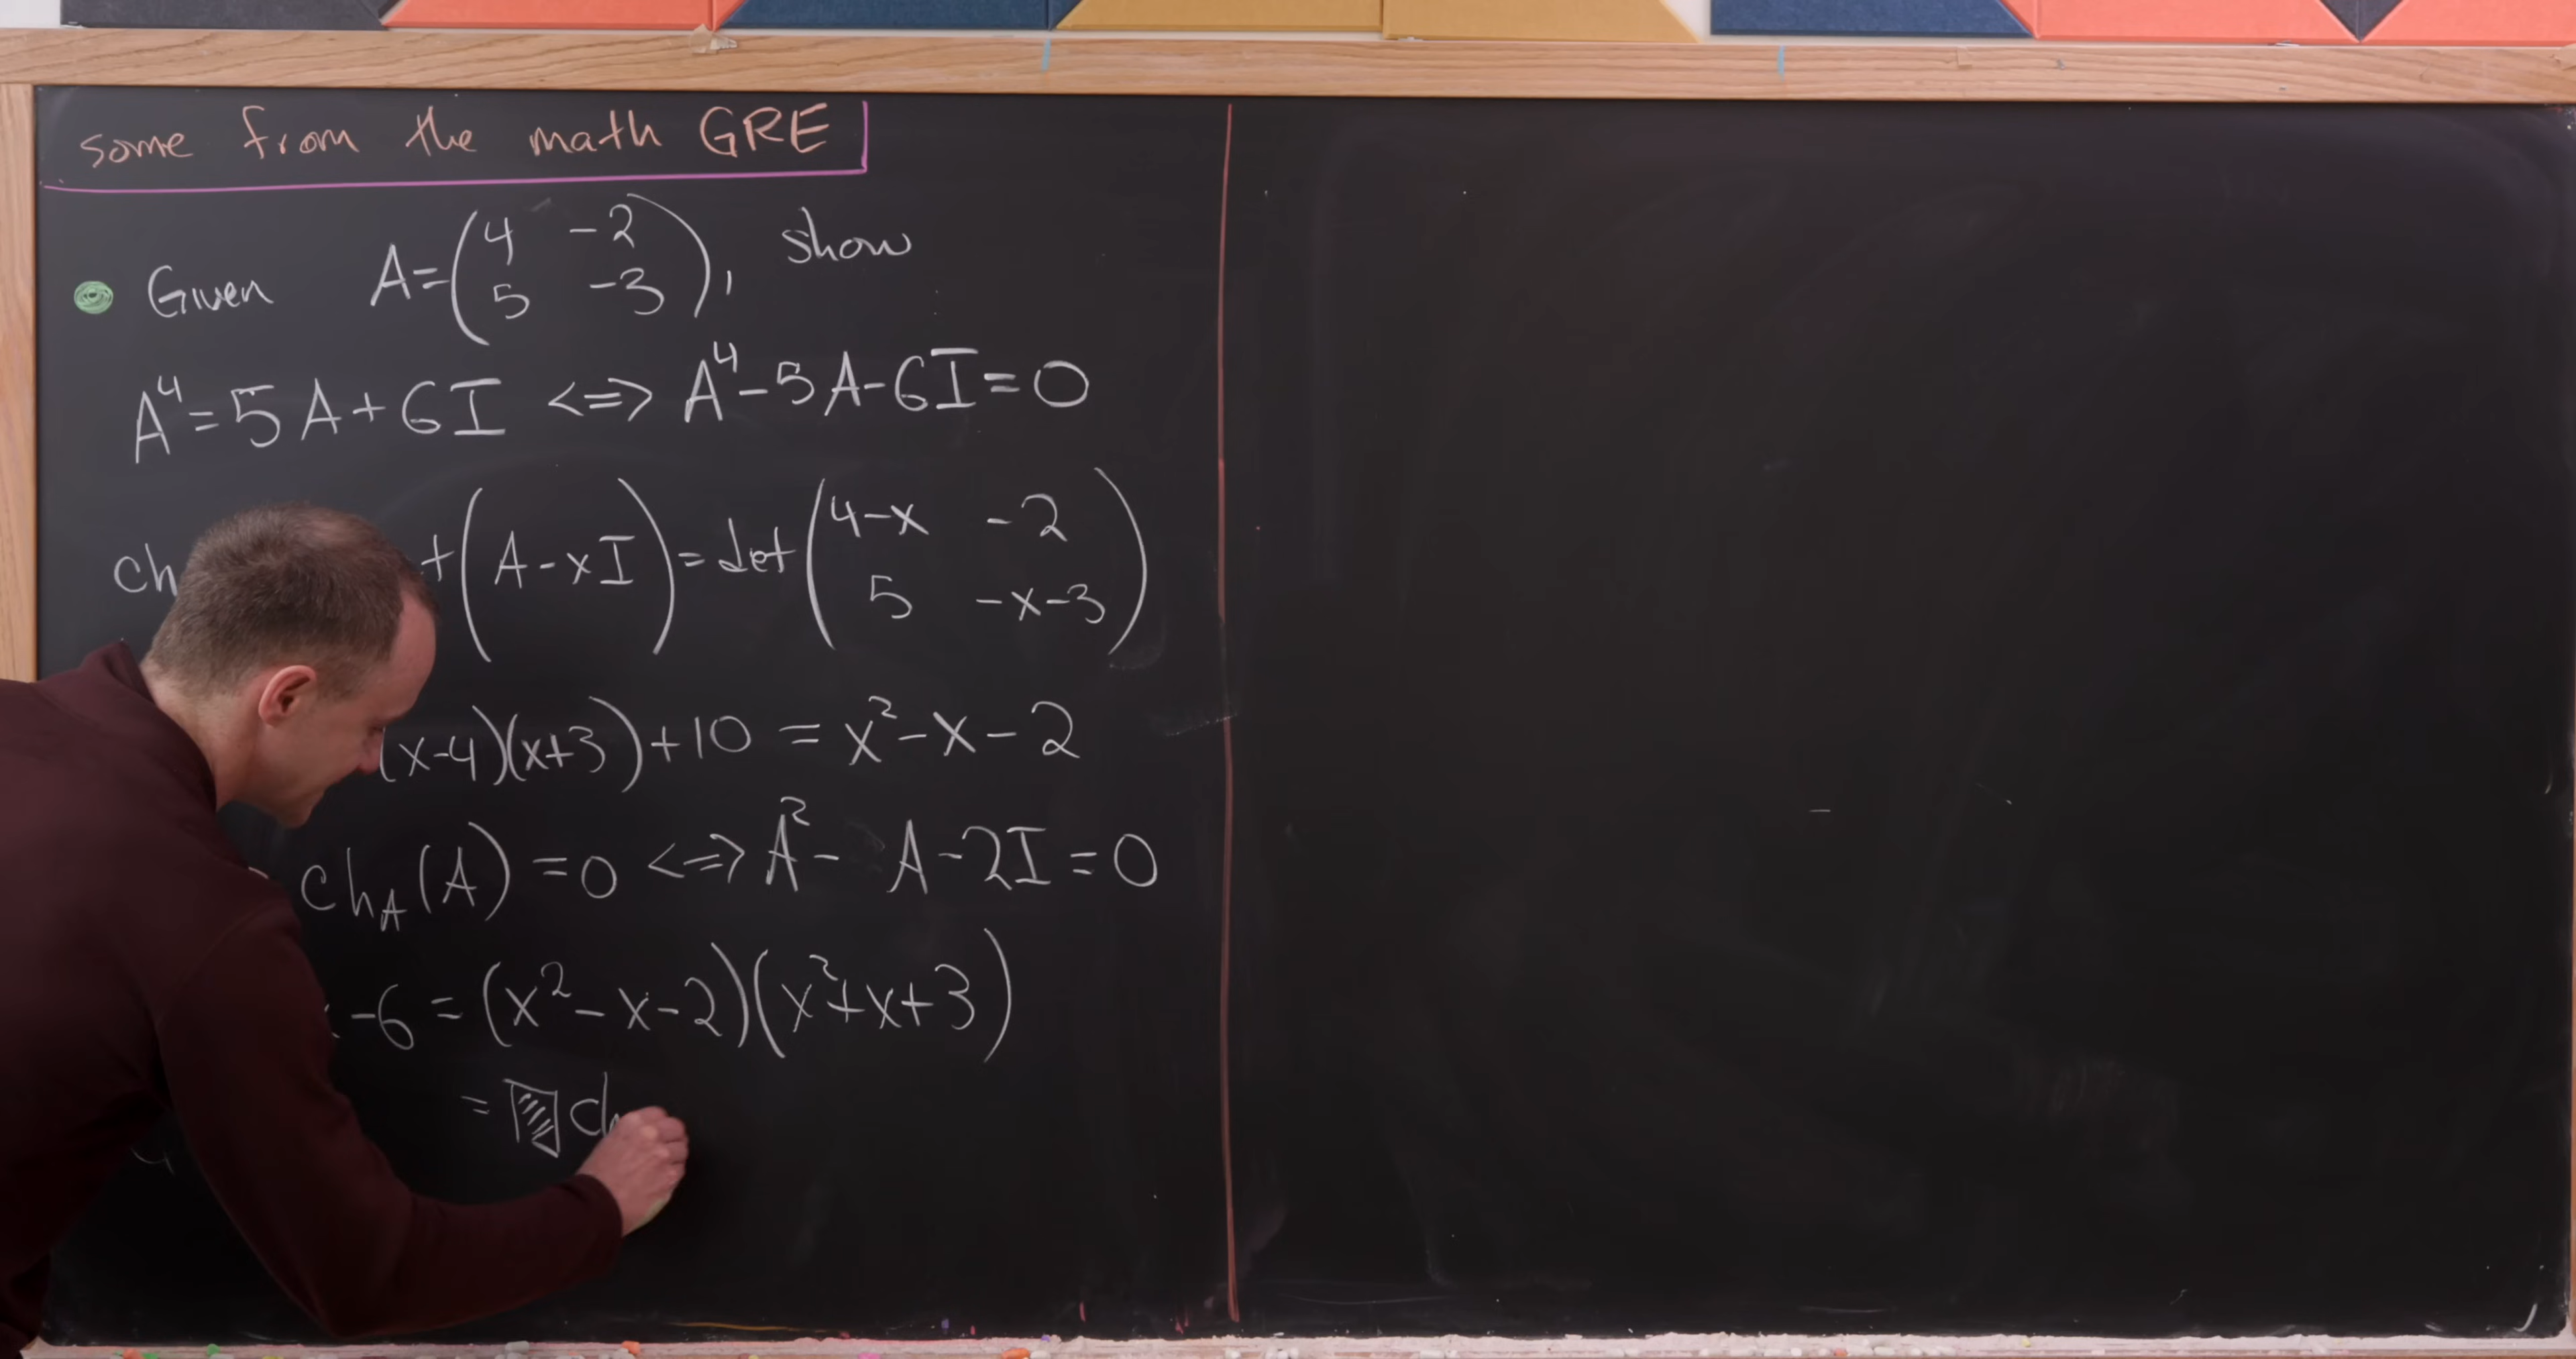 some from the math GRE
Given A=(4 -2 5 -3), show
A⁴=5A+6I <=> A⁴-5A-6I=0
ch +(A-xI)=det(4-x -2 5 -x-3)
(x-4)(x+3)+10 = x²-x-2
ch_A(A)=0 <=> A²- A-2I=0
-6=(x²-x-2)(x²+x+3)
= ch